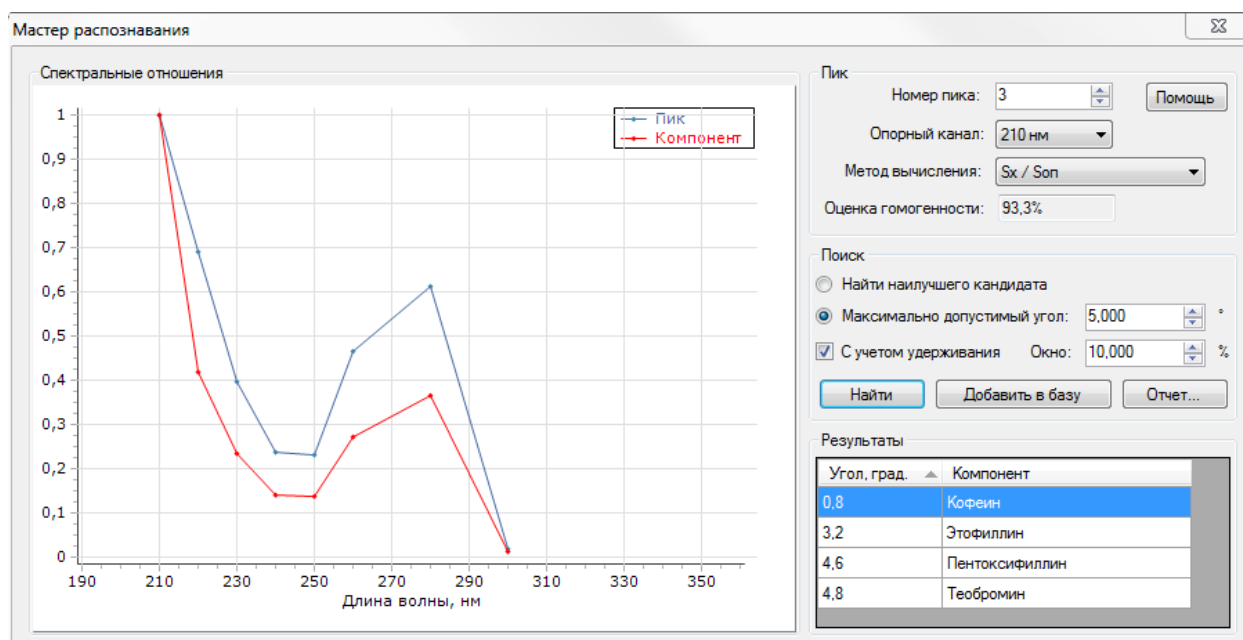 Мастер распознавания
Спектральные отношения
1
0,9
0,8
0,7
0,6
0,5
0,4
0,3
0,2
0,1
0
190 210 230 250 270 290 310 330 350
Длина волны, нм
Пик
Компонент
Пик
Номер пика: 3 Помощь
Опорный канал: 210 нм
Метод вычисления: Sx / Sоп
Оценка гомогенности: 93,3%
Поиск
Найти наилучшего кандидата
Максимально допустимый угол: 5,000 °
С учетом удерживания Окно: 10,000 %
Найти Добавить в базу Отчет...
Результаты
Угол, град. Компонент
0,8 Кофеин
3,2 Этофиллин
4,6 Пентоксифиллин
4,8 Теобромин